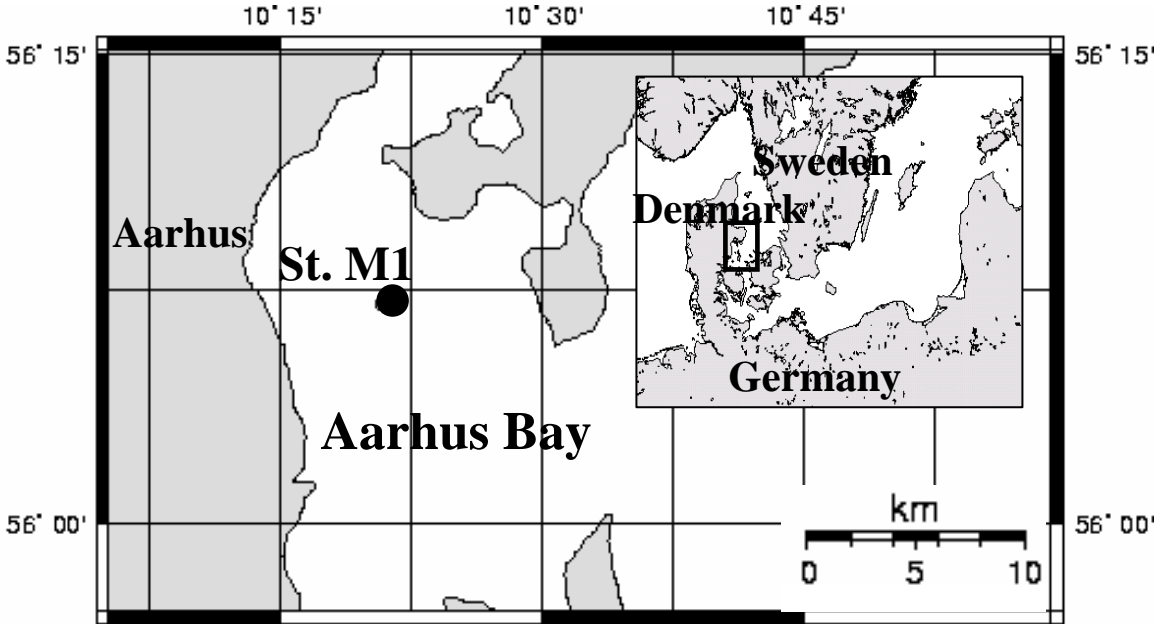 10° 15' 10° 30' 10° 45'
56° 15' 56° 15'
Sweden
Denmark
Aarhus
St. M1
Germany
Aarhus Bay
km
56° 00' 56° 00'
0 5 10